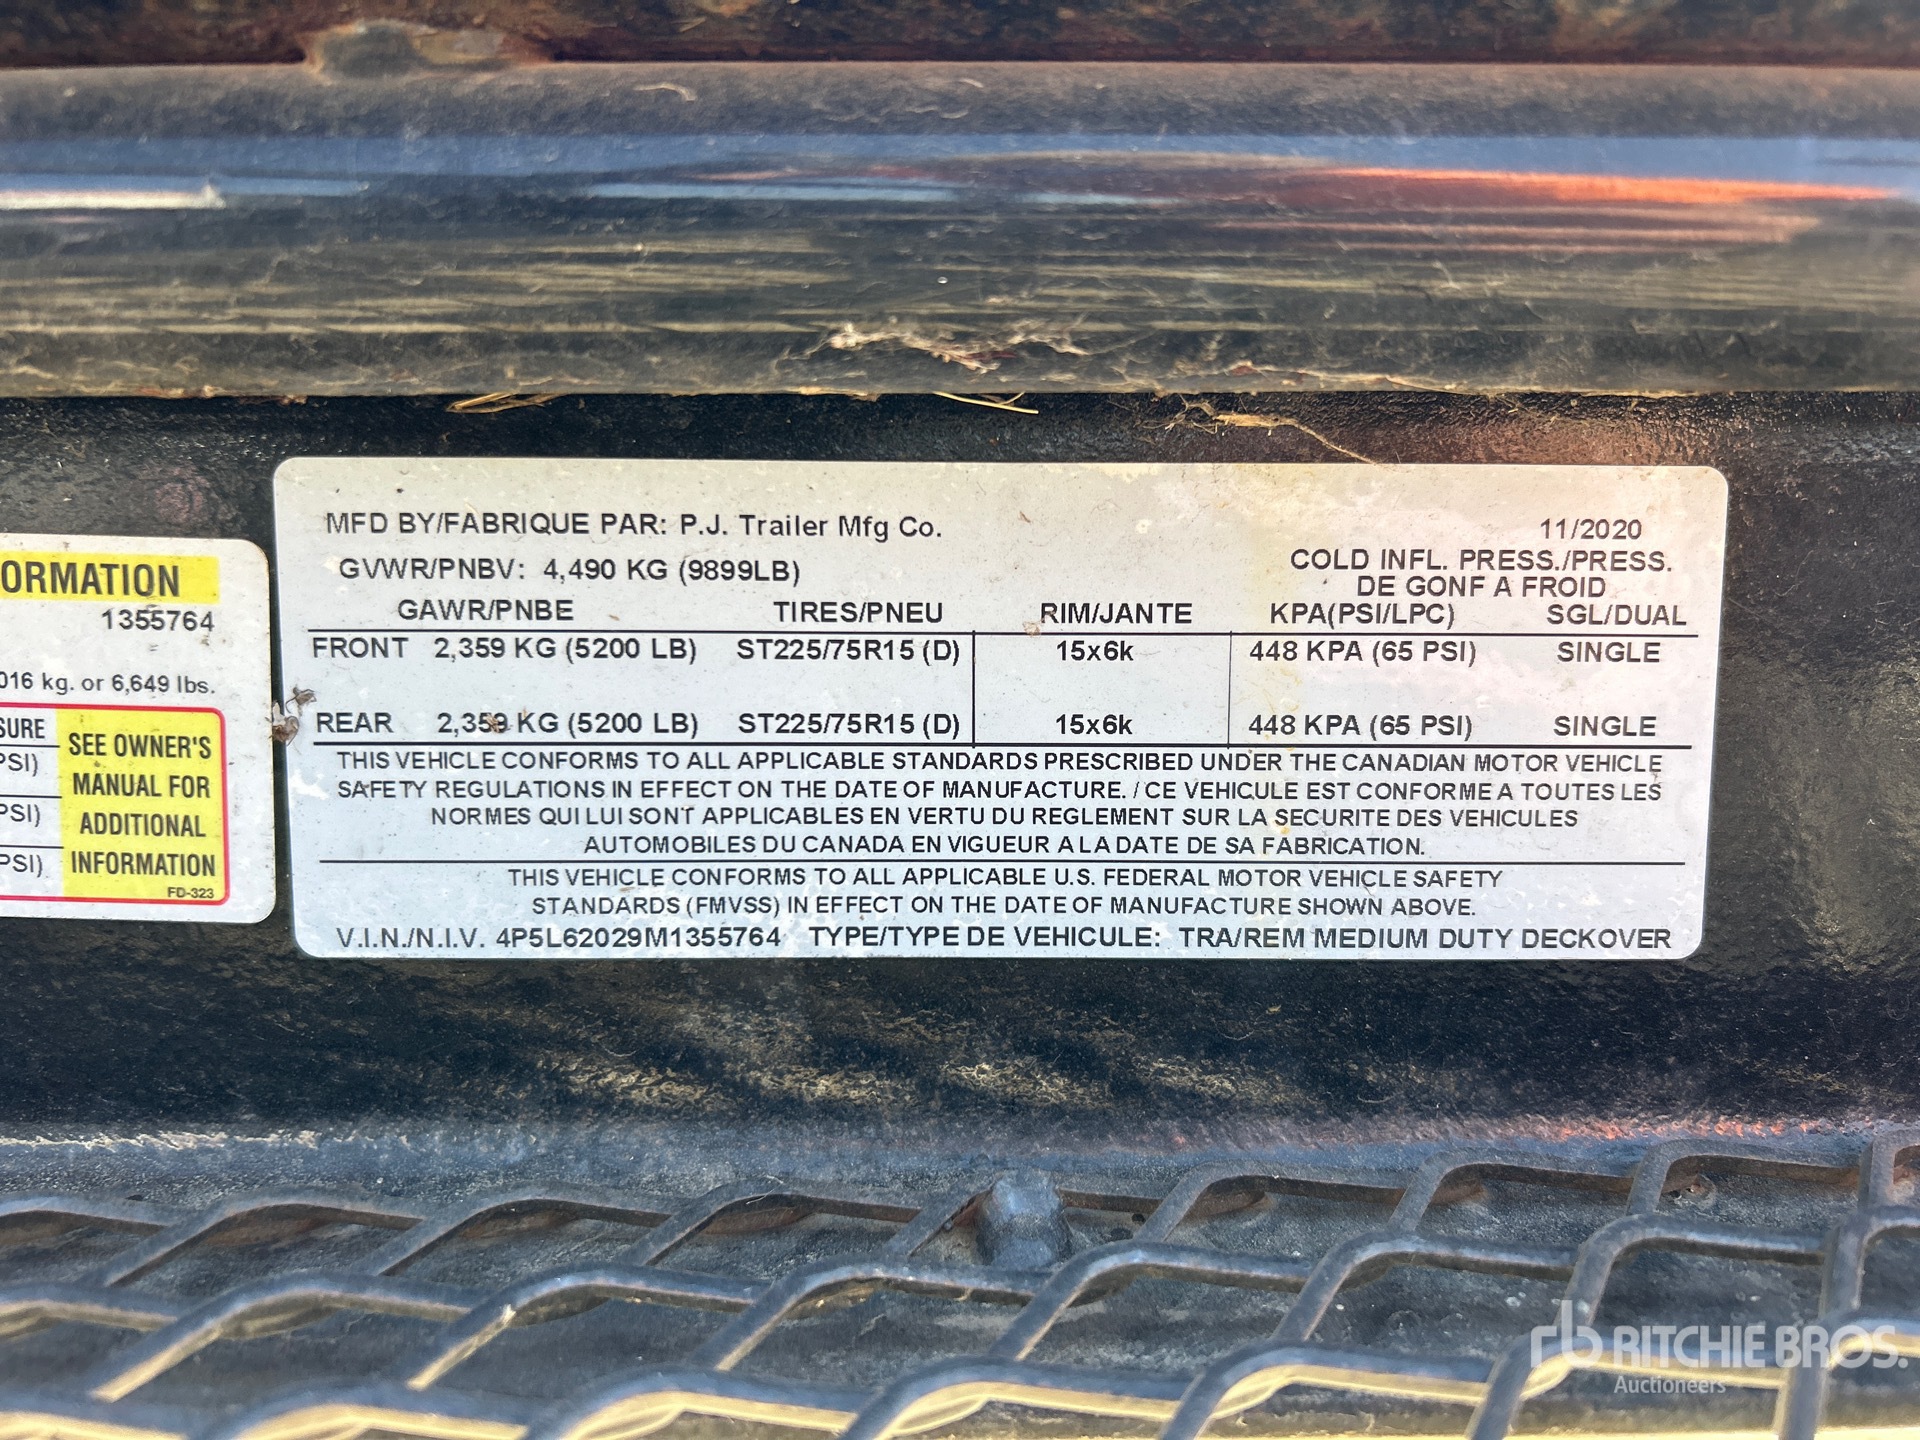 ORMATION
1355764
016 kg. or 6,649 lbs.
SURE
PSI)
PSI)
PSI)
SEE OWNER'S
MANUAL FOR
ADDITIONAL
INFORMATION
FD-323
MFD BY/FABRIQUE PAR: P.J. Trailer Mfg Co. 11/2020
GVWR/PNBV: 4,490 KG (9899LB) COLD INFL. PRESS./PRESS.
DE GONF A FROID
GAWR/PNBE TIRES/PNEU RIM/JANTE KPA(PSI/LPC) SGL/DUAL
FRONT 2,359 KG (5200 LB) ST225/75R15 (D) 15x6k 448 KPA (65 PSI) SINGLE
REAR 2,359 KG (5200 LB) ST225/75R15 (D) 15x6k 448 KPA (65 PSI) SINGLE
THIS VEHICLE CONFORMS TO ALL APPLICABLE STANDARDS PRESCRIBED UNDER THE CANADIAN MOTOR VEHICLE
SAFETY REGULATIONS IN EFFECT ON THE DATE OF MANUFACTURE. / CE VEHICULE EST CONFORME A TOUTES LES
NORMES QUI LUI SONT APPLICABLES EN VERTU DU REGLEMENT SUR LA SECURITE DES VEHICULES
AUTOMOBILES DU CANADA EN VIGUEUR A LA DATE DE SA FABRICATION.
THIS VEHICLE CONFORMS TO ALL APPLICABLE U.S. FEDERAL MOTOR VEHICLE SAFETY
STANDARDS (FMVSS) IN EFFECT ON THE DATE OF MANUFACTURE SHOWN ABOVE.
V.I.N./N.I.V. 4P5L62029M1355764 TYPE/TYPE DE VEHICULE: TRA/REM MEDIUM DUTY DECKOVER
rb RITCHIE BROS.
Auctioneers